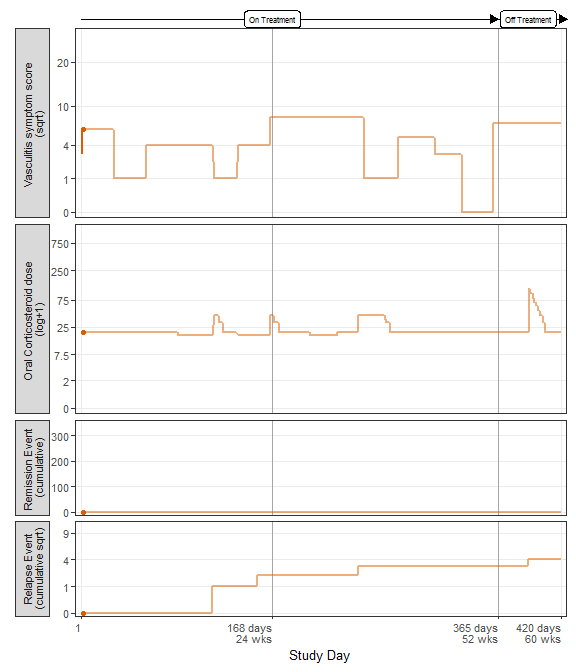 On Treatment
Off Treatment
Vasculitis symptom score
(sqrt)
20
10
4
1
0
Oral Corticosteroid dose
(log+1)
750
250
75
25
7.5
2
0
Remission Event
(cumulative)
300
200
100
0
Relapse Event
(cumulative sqrt)
9
4
1
0
1
168 days
24 wks
365 days
52 wks
420 days
60 wks
Study Day